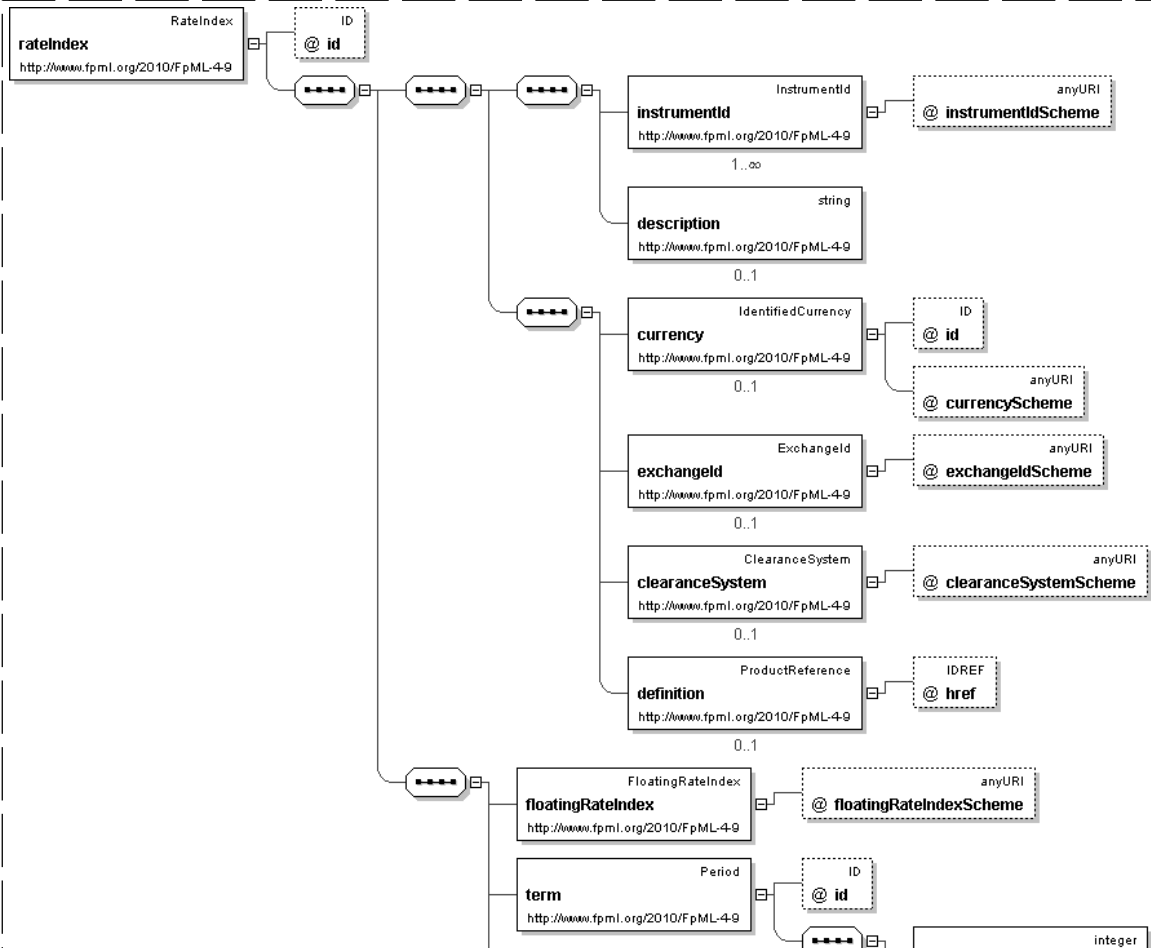 RateIndex
rateIndex
http://www.fpml.org/2010/FpML-4-9
ID
@ id
InstrumentId
instrumentId
http://www.fpml.org/2010/FpML-4-9
1..∞
anyURI
@ instrumentIdScheme
string
description
http://www.fpml.org/2010/FpML-4-9
0..1
IdentifiedCurrency
currency
http://www.fpml.org/2010/FpML-4-9
0..1
ID
@ id
anyURI
@ currencyScheme
ExchangeId
exchangeId
http://www.fpml.org/2010/FpML-4-9
0..1
anyURI
@ exchangeIdScheme
ClearanceSystem
clearanceSystem
http://www.fpml.org/2010/FpML-4-9
0..1
anyURI
@ clearanceSystemScheme
ProductReference
definition
http://www.fpml.org/2010/FpML-4-9
0..1
IDREF
@ href
FloatingRateIndex
floatingRateIndex
http://www.fpml.org/2010/FpML-4-9
anyURI
@ floatingRateIndexScheme
Period
term
http://www.fpml.org/2010/FpML-4-9
ID
@ id
integer